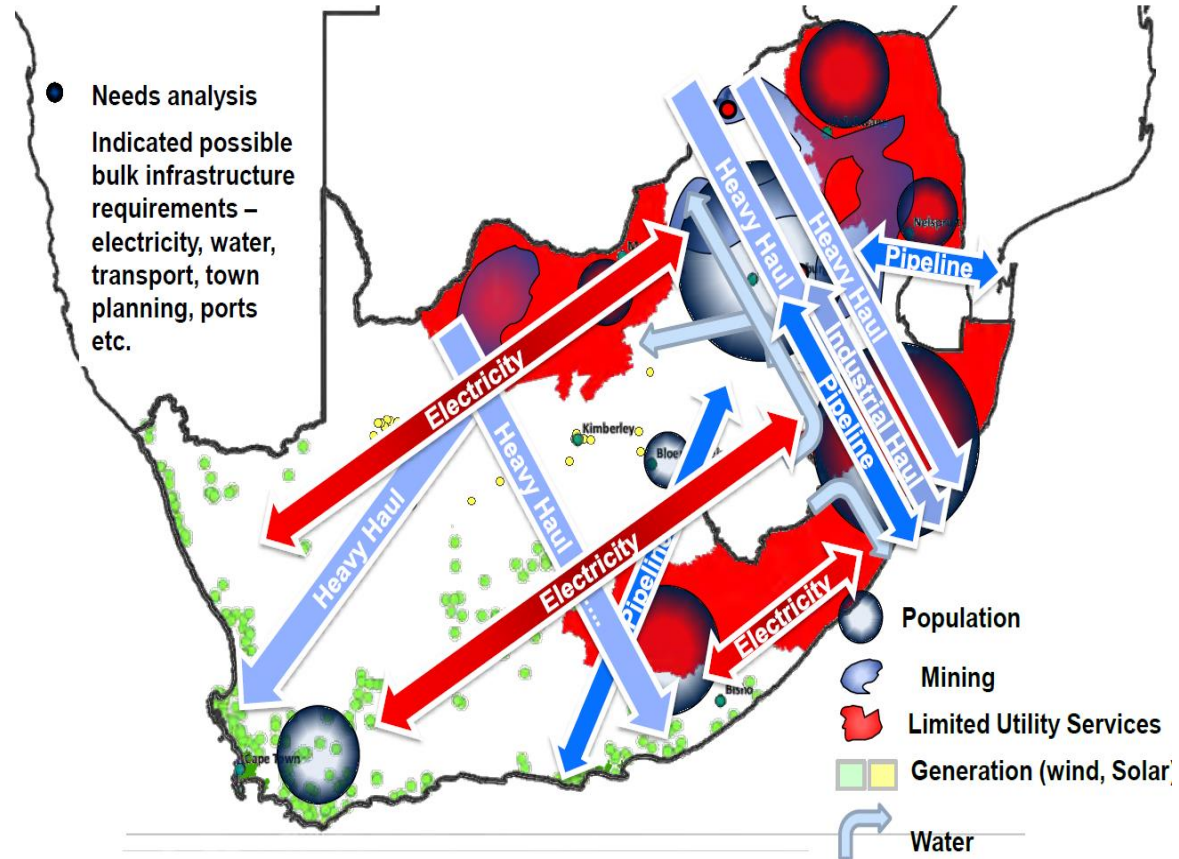 Needs analysis
Indicated possible
bulk infrastructure
requirements –
electricity, water,
transport, town
planning, ports
etc.
Heavy Haul
Heavy Haul
Pipeline
Industrial Haul
Pipeline
Electricity
Kimberley
Heavy Haul
Heavy Haul
Electricity
Pipeline
Electricity
Bisho
Cape Town
Population
Mining
Limited Utility Services
Generation (wind, Solar)
Water